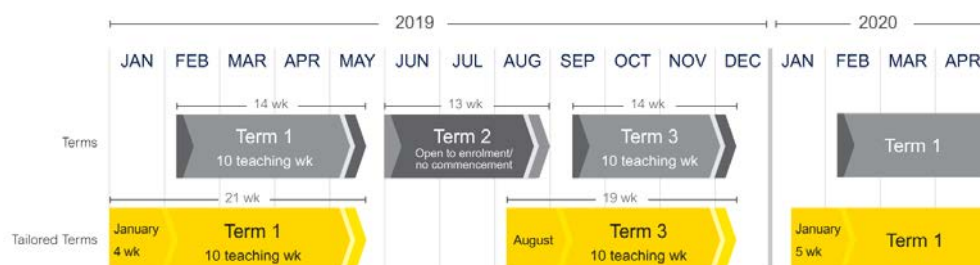 2019
2020
JAN FEB MAR APR MAY JUN JUL AUG SEP OCT NOV DEC JAN FEB MAR APR
14 wk
13 wk
14 wk
Terms
Term 1
10 teaching wk
Term 2
Open to enrolment/
no commencement
Term 3
10 teaching wk
Term 1
21 wk
19 wk
Tailored Terms
January
4 wk
Term 1
10 teaching wk
August
Term 3
10 teaching wk
January
5 wk
Term 1